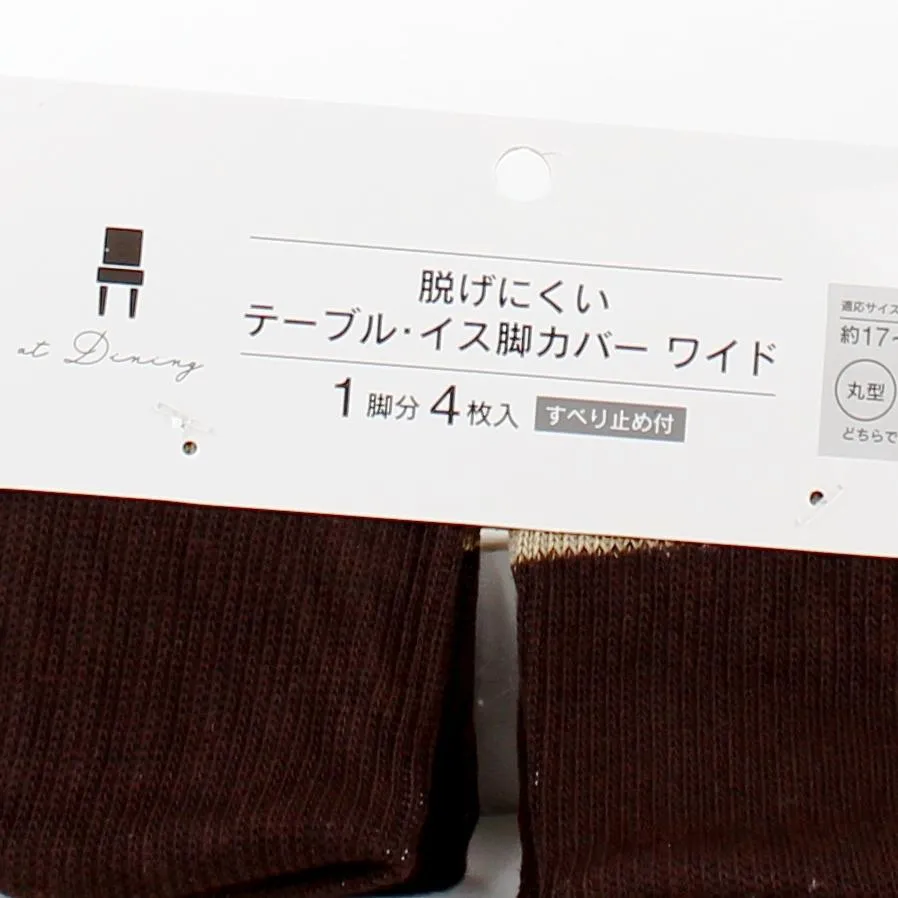 脱げにくい
テーブル・イス脚カバー ワイド
1脚分4枚入 すべり止め付
at Dining
適応サイズ
約17~
丸型
どちらで